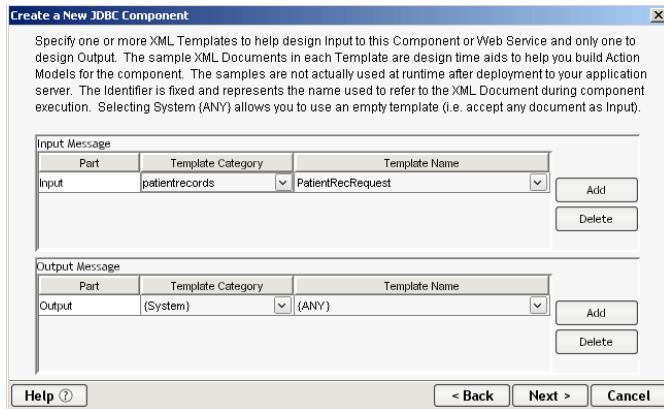 Create a New JDBC Component
Specify one or more XML Templates to help design Input to this Component or Web Service and only one to
design Output. The sample XML Documents in each Template are design time aids to help you build Action
Models for the component. The samples are not actually used at runtime after deployment to your application
server. The Identifier is fixed and represents the name used to refer to the XML Document during component
execution. Selecting System {ANY} allows you to use an empty template (i.e. accept any document as Input).
Input Message
Part Template Category Template Name
Input patientrecords PatientRecRequest
Add
Delete
Output Message
Part Template Category Template Name
Output {System} {ANY}
Add
Delete
Help ? < Back Next > Cancel